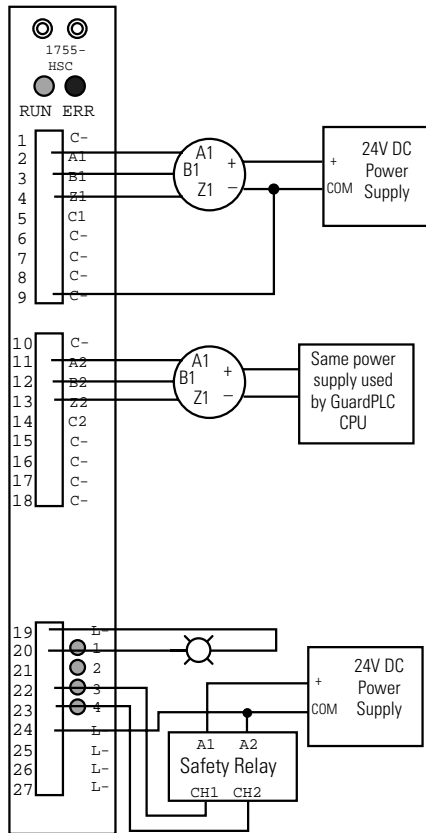 1755-
HSC
RUN ERR
1 C-
2 A1
3 B1
4 Z1
5 C1
6 C-
7 C-
8 C-
9 C-
A1 +
B1
Z1 –
+ 24V DC
Power
COM Supply
10 C-
11 A2
12 B2
13 Z2
14 C2
15 C-
16 C-
17 C-
18 C-
A1 +
B1
Z1 –
Same power
supply used
by GuardPLC
CPU
19 L-
20 1
21 2
22 3
23 4
24 L-
25 L-
26 L-
27 L-
24V DC
+ Power
COM Supply
A1 A2
Safety Relay
CH1 CH2